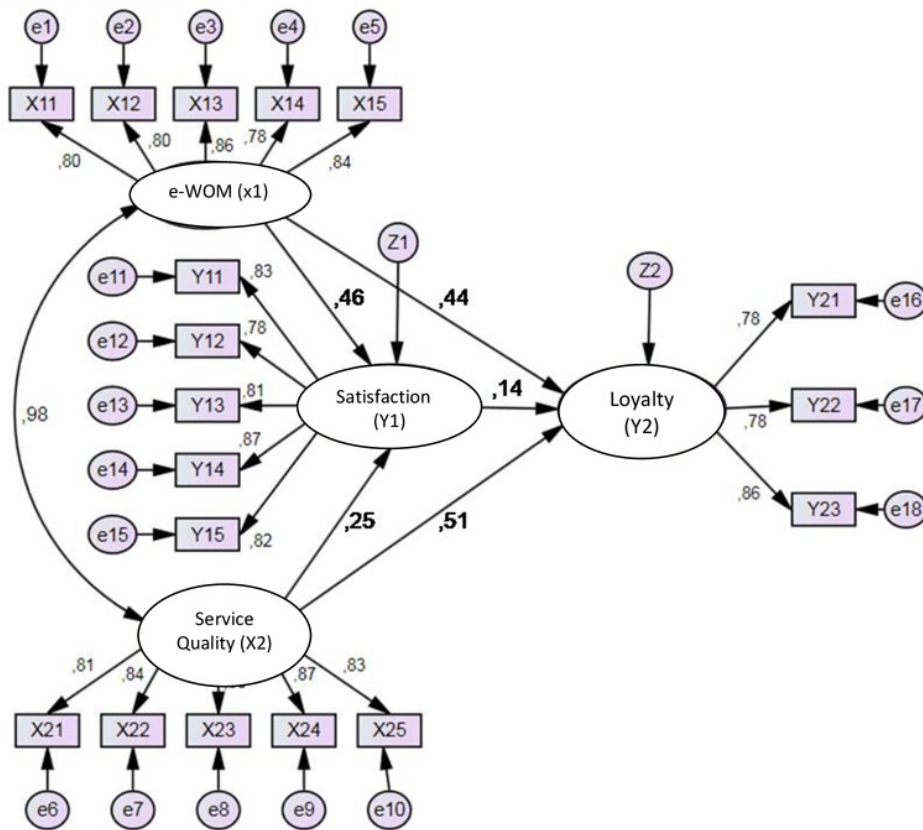 e1 e2 e3 e4 e5
X11 X12 X13 X14 X15
,80 ,80 ,86 ,78 ,84
e-WOM (x1)
Z1
Z2
e11 Y11 ,83
,46 ,44
Y21 e16
e12 Y12 ,78
,78
,98
e13 Y13 ,81
Satisfaction
(Y1)
,14
Loyalty
(Y2)
Y22 e17
,78
e14 Y14 ,87
,86
Y23 e18
e15 Y15 ,82
,25 ,51
Service
Quality (X2)
,81 ,84 ,87 ,83
X21 X22 X23 X24 X25
e6 e7 e8 e9 e10